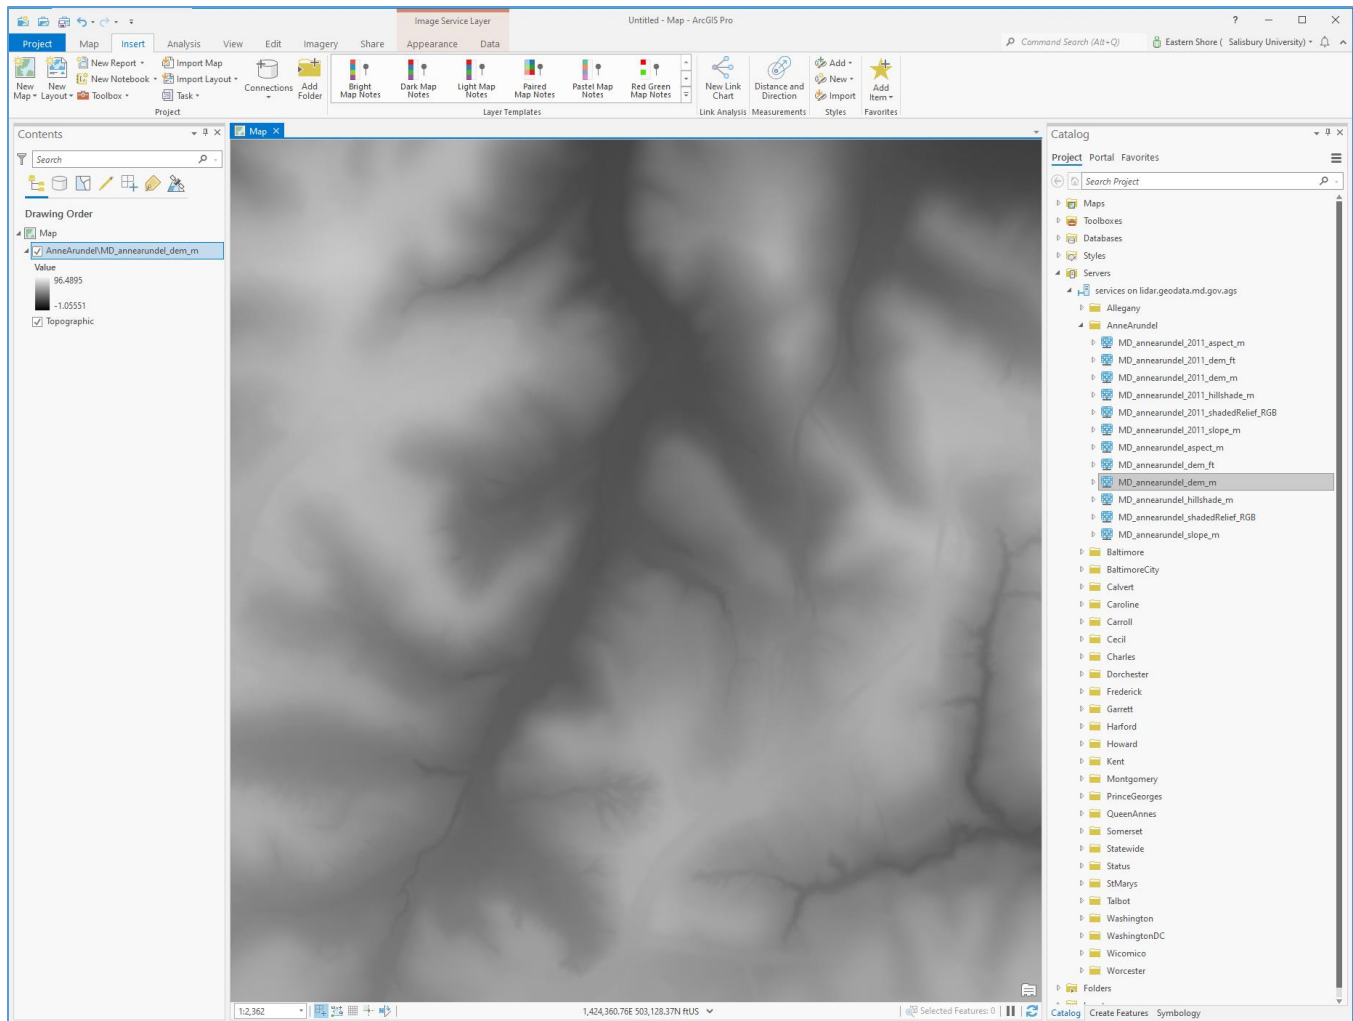 Image Service Layer
Untitled - Map - ArcGIS Pro
?
Project Map Insert Analysis View Edit Imagery Share Appearance Data
Command Search (Alt+Q)
Eastern Shore ( Salisbury University)
New Map
New Layout
New Report
New Notebook
Toolbox
Import Map
Import Layout
Task
Connections
Add Folder
Bright Map Notes
Dark Map Notes
Light Map Notes
Paired Map Notes
Pastel Map Notes
Red Green Map Notes
New Link Chart
Distance and Direction
Add
New
Import
Add Item
Project
Layer Templates
Link Analysis
Measurements
Styles
Favorites
Contents
Search
Drawing Order
Map
AnneArundel\MD_annearundel_dem_m
Value
96.4895
-1.05551
Topographic
Map
1:2,362
1,424,360.76E 503,128.37N ftUS
Selected Features: 0
Catalog
Project Portal Favorites
Search Project
Maps
Toolboxes
Databases
Styles
Servers
services on lidar.geodata.md.gov.ags
Allegany
AnneArundel
MD_annearundel_2011_aspect_m
MD_annearundel_2011_dem_ft
MD_annearundel_2011_dem_m
MD_annearundel_2011_hillshade_m
MD_annearundel_2011_shadedRelief_RGB
MD_annearundel_2011_slope_m
MD_annearundel_aspect_m
MD_annearundel_dem_ft
MD_annearundel_dem_m
MD_annearundel_hillshade_m
MD_annearundel_shadedRelief_RGB
MD_annearundel_slope_m
Baltimore
BaltimoreCity
Calvert
Caroline
Carroll
Cecil
Charles
Dorchester
Frederick
Garrett
Harford
Howard
Kent
Montgomery
PrinceGeorges
QueenAnnes
Somerset
Statewide
Status
StMarys
Talbot
Washington
WashingtonDC
Wicomico
Worcester
Folders
Catalog Create Features Symbology